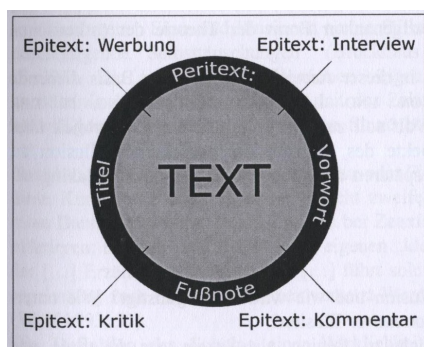 Epitext: Werbung
Epitext: Interview
Peritext:
Titel
TEXT
Vorwort
Fußnote
Epitext: Kritik
Epitext: Kommentar